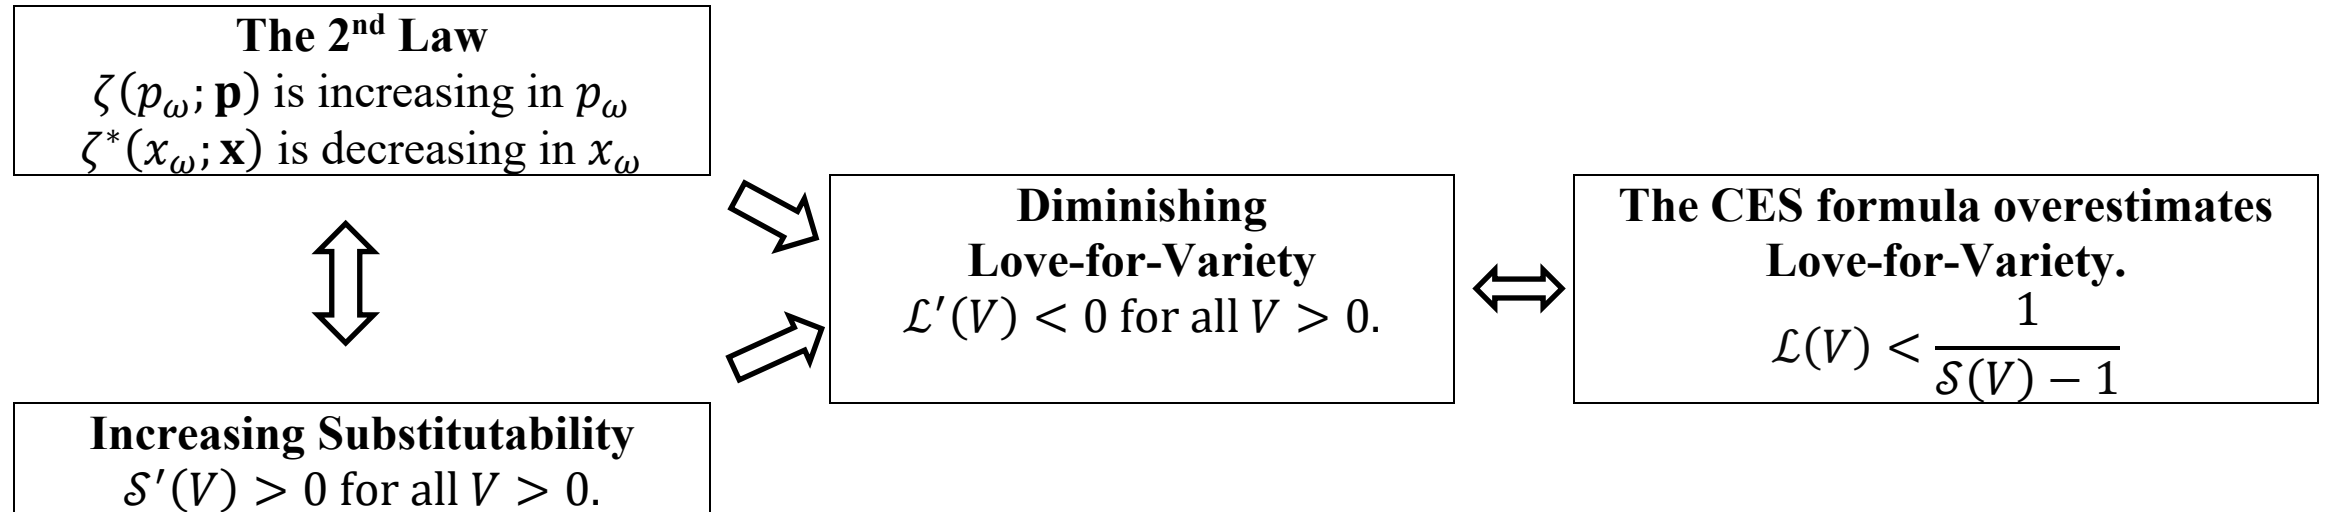 The 2ⁿᵈ Law
𝜁(𝑝_𝜔; 𝐩) is increasing in 𝑝_𝜔
𝜁*(𝑥_𝜔; 𝐱) is decreasing in 𝑥_𝜔
Increasing Substitutability
𝒮′(𝑉) > 0 for all 𝑉 > 0.
Diminishing
Love-for-Variety
ℒ′(𝑉) < 0 for all 𝑉 > 0.
The CES formula overestimates
Love-for-Variety.
ℒ(𝑉) < 1 / (𝒮(𝑉) − 1)